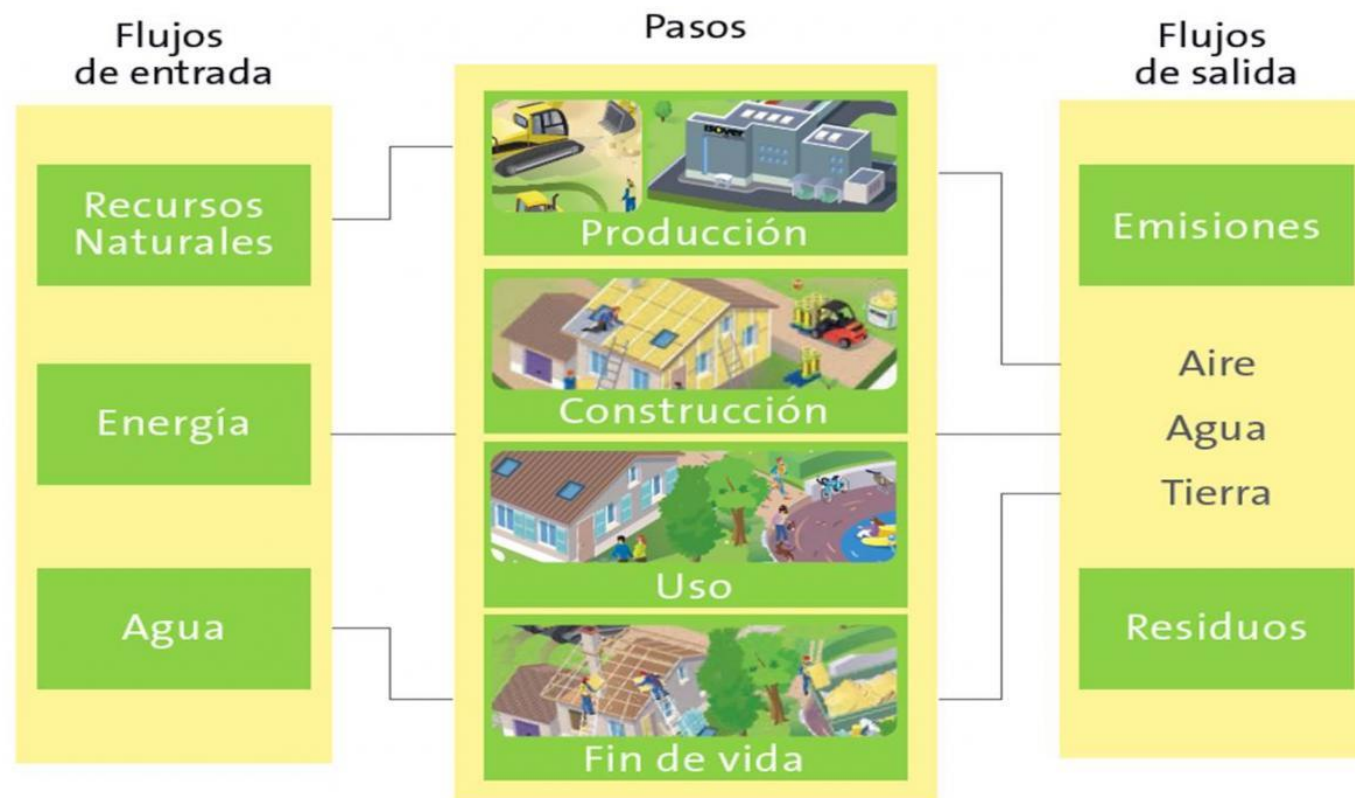 Flujos
de entrada
Recursos
Naturales
Energía
Agua
Pasos
isover
Producción
Construcción
Uso
Fin de vida
Flujos
de salida
Emisiones
Aire
Agua
Tierra
Residuos